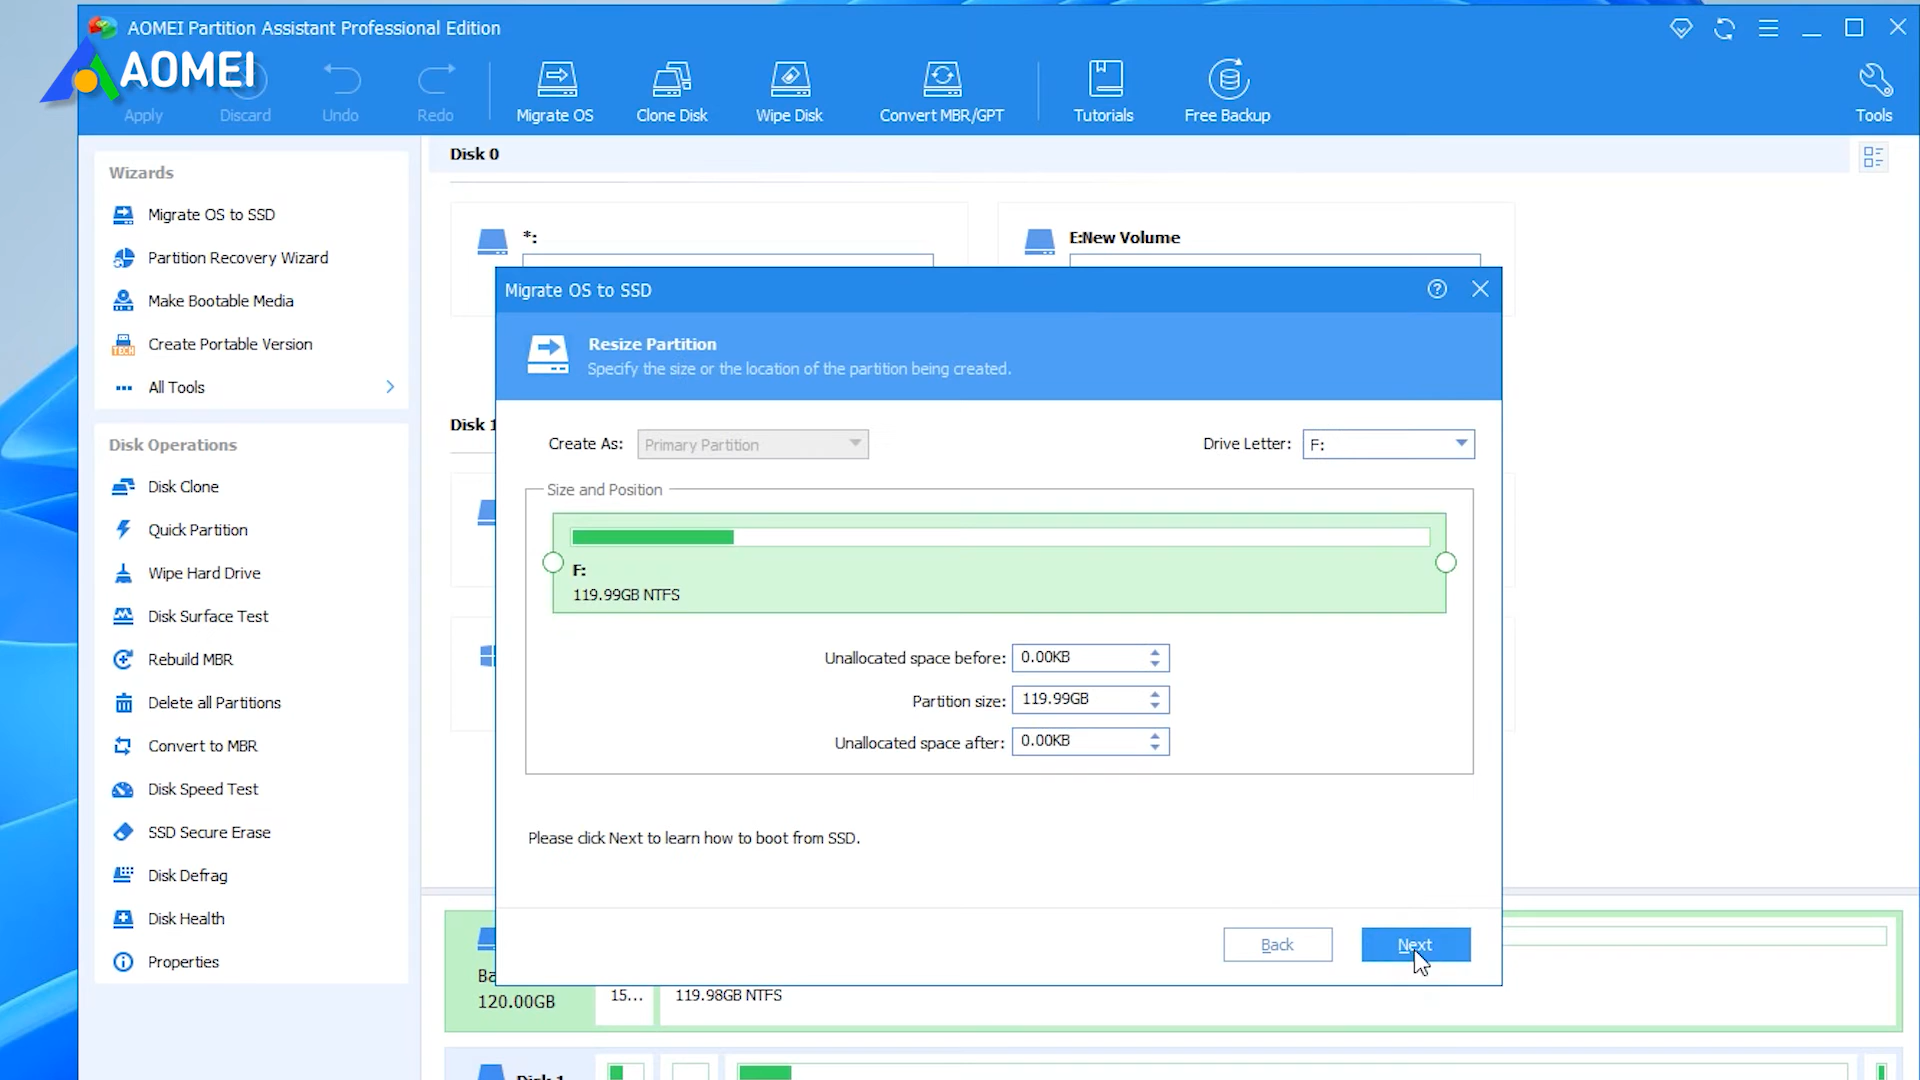 AOMEI Partition Assistant Professional Edition
AOMEI
Apply
Discard
Undo
Redo
Migrate OS
Clone Disk
Wipe Disk
Convert MBR/GPT
Tutorials
Free Backup
Tools
Wizards
Migrate OS to SSD
Partition Recovery Wizard
Make Bootable Media
Create Portable Version
TECH
All Tools
Disk Operations
Disk Clone
Quick Partition
Wipe Hard Drive
Disk Surface Test
Rebuild MBR
Delete all Partitions
Convert to MBR
Disk Speed Test
SSD Secure Erase
Disk Defrag
Disk Health
Properties
Disk 0
*:
E:New Volume
Disk 1
Migrate OS to SSD
Resize Partition
Specify the size or the location of the partition being created.
Create As: Primary Partition
Drive Letter: F:
Size and Position
F:
119.99GB NTFS
Unallocated space before: 0.00KB
Partition size: 119.99GB
Unallocated space after: 0.00KB
Please click Next to learn how to boot from SSD.
Back
Next
Ba
120.00GB
15...
119.98GB NTFS
Disk 1